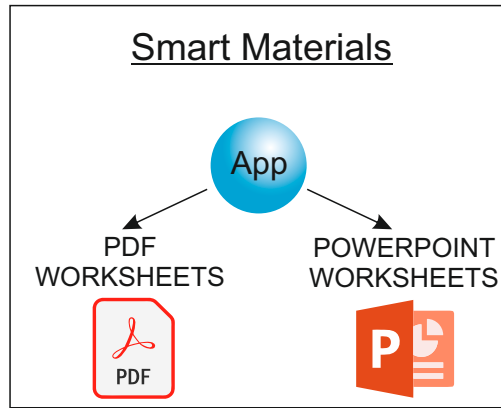 Smart Materials
App
PDF
WORKSHEETS
POWERPOINT
WORKSHEETS
PDF
P